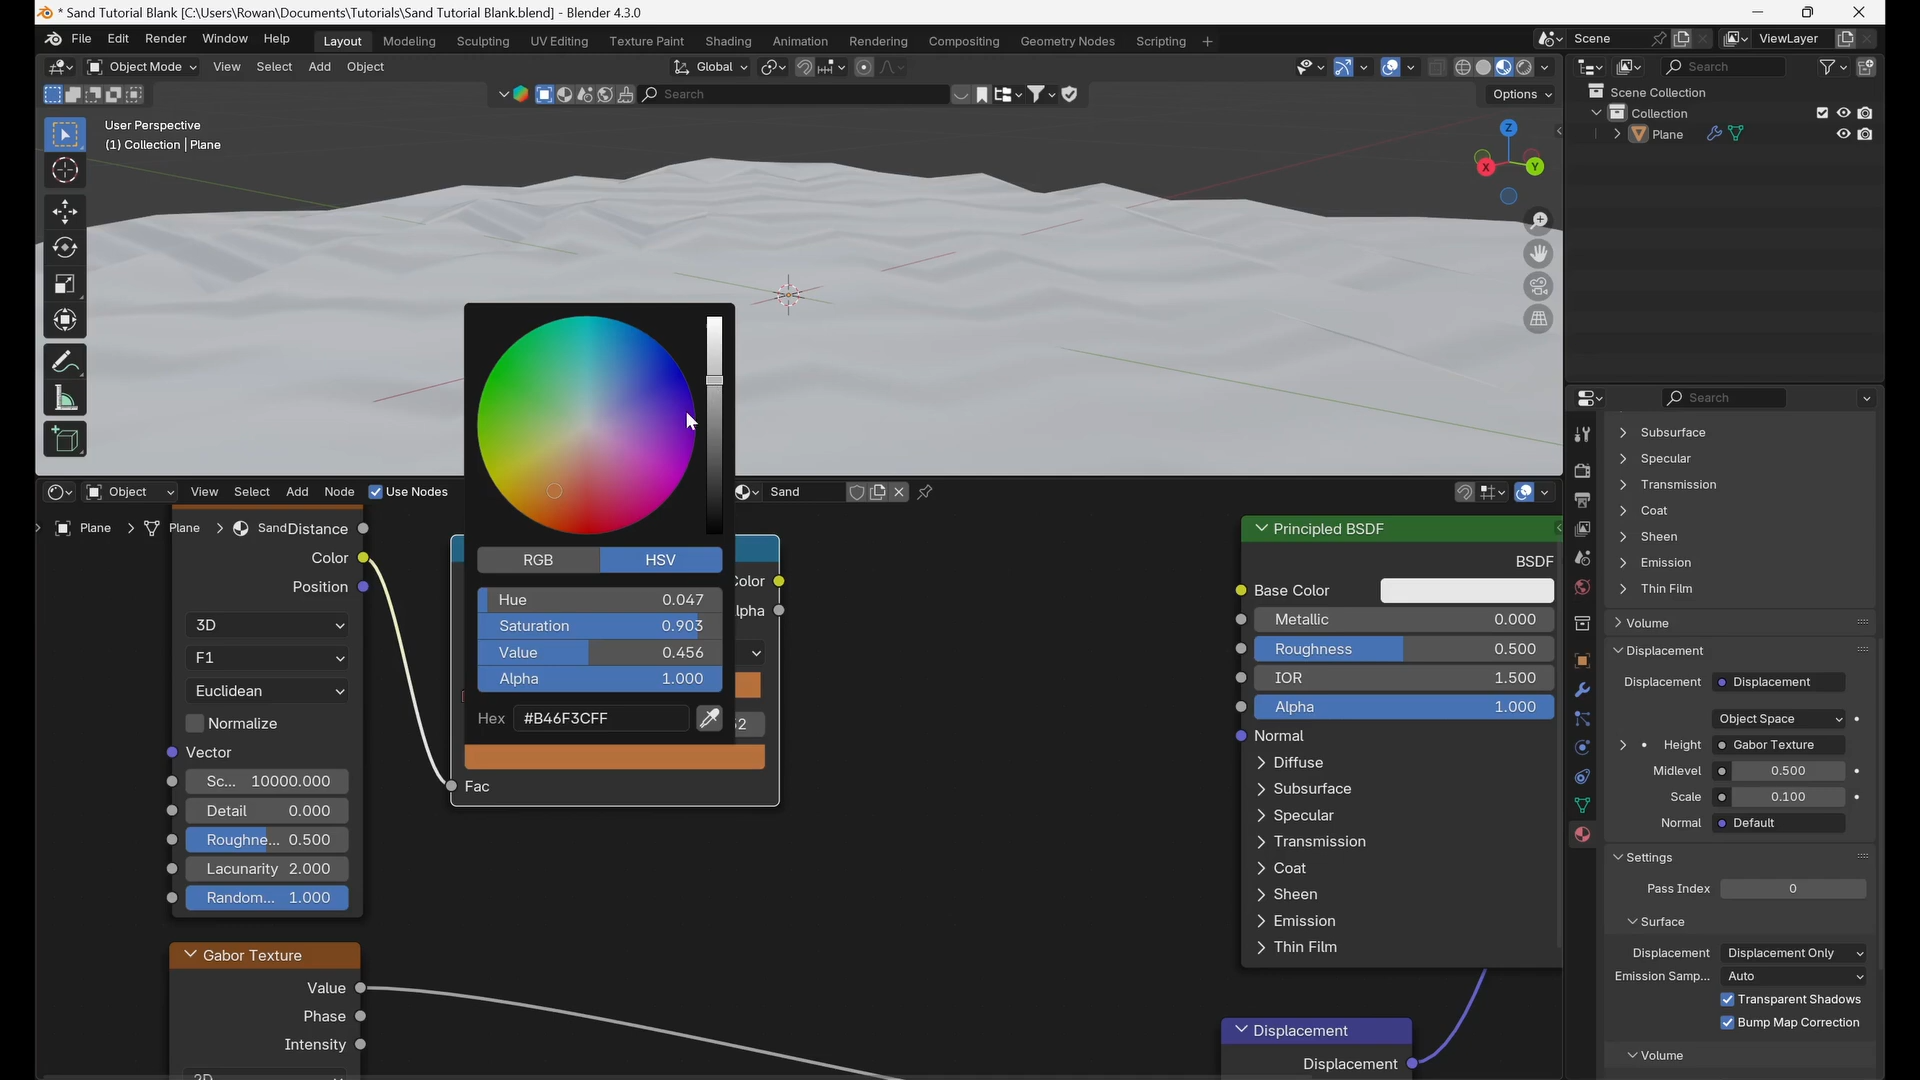 * Sand Tutorial Blank [C:\Users\Rowan\Documents\Tutorials\Sand Tutorial Blank.blend] - Blender 4.3.0
File Edit Render Window Help Layout Modeling Sculpting UV Editing Texture Paint Shading Animation Rendering Compositing Geometry Nodes Scripting + Scene ViewLayer
Object Mode View Select Add Object Global Search
Search Options
User Perspective
(1) Collection | Plane
Z
X Y
Scene Collection
Collection
Plane
RGB HSV
Hue 0.047
Saturation 0.903
Value 0.456
Alpha 1.000
Hex #B46F3CFF
Object View Select Add Node Use Nodes Sand
Plane Plane Sand
Distance
Color
Position
3D
F1
Euclidean
Normalize
Vector
Sc... 10000.000
Detail 0.000
Roughne... 0.500
Lacunarity 2.000
Random... 1.000
Color
Alpha
Fac
Gabor Texture
Value
Phase
Intensity
Principled BSDF
BSDF
Base Color
Metallic 0.000
Roughness 0.500
IOR 1.500
Alpha 1.000
Normal
Diffuse
Subsurface
Specular
Transmission
Coat
Sheen
Emission
Thin Film
Displacement
Displacement
Search
Subsurface
Specular
Transmission
Coat
Sheen
Emission
Thin Film
Volume
Displacement
Displacement Displacement
Object Space
Height Gabor Texture
Midlevel 0.500
Scale 0.100
Normal Default
Settings
Pass Index 0
Surface
Displacement Displacement Only
Emission Samp... Auto
Transparent Shadows
Bump Map Correction
Volume